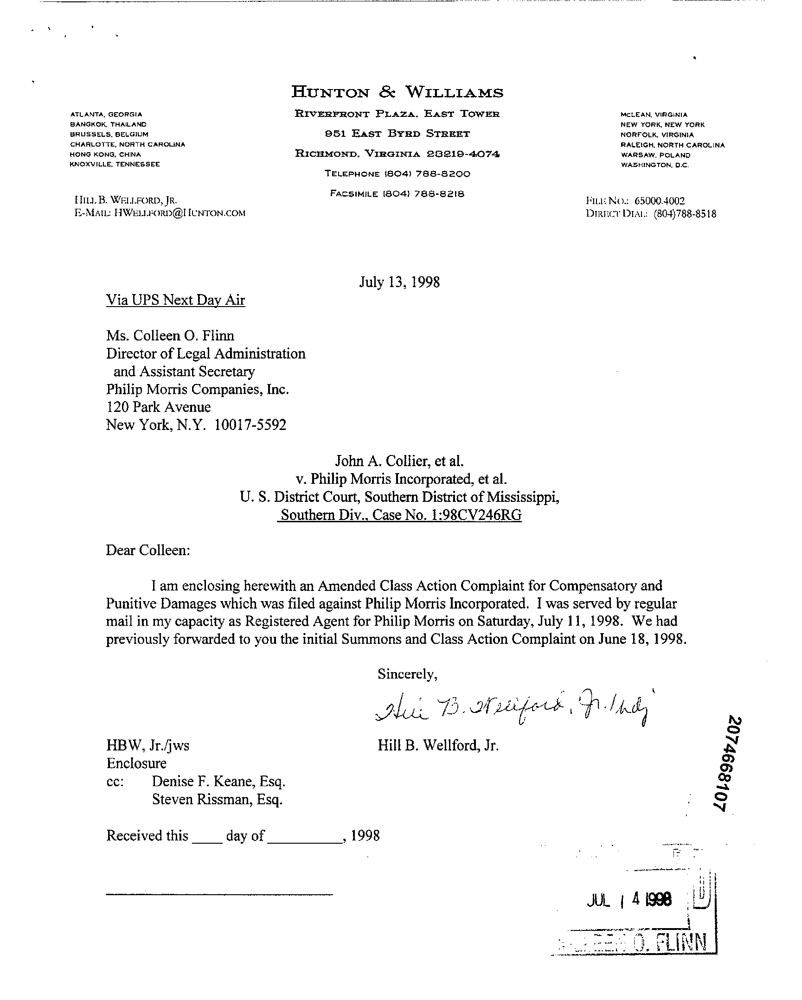 HUNTON & WILLIAMS
RIVERFRONT PLAZA, EAST TOWER
951 EAST BYRD STREET
RICHMOND, VIRGINIA 23219-4074
TELEPHONE (804) 788-8200
FACSIMILE (804) 788-8218
ATLANTA, GEORGIA
BANGKOK, THAILAND
BRUSSELS, BELGIUM
CHARLOTTE, NORTH CAROLINA
HONG KONG, CHINA
KNOXVILLE, TENNESSEE
MCLEAN, VIRGINIA
NEW YORK, NEW YORK
NORFOLK, VIRGINIA
RALEIGH, NORTH CAROLINA
WARSAW, POLAND
WASHINGTON, D.C.
HILL B. WELLFORD, JR.
E-MAIL: HWELLFORD@HUNTON.COM
FILE NO.: 65000.4002
DIRECT DIAL: (804)788-8518
July 13, 1998
Via UPS Next Day Air
Ms. Colleen O. Flinn
Director of Legal Administration
and Assistant Secretary
Philip Morris Companies, Inc.
120 Park Avenue
New York, N.Y. 10017-5592
John A. Collier, et al.
v. Philip Morris Incorporated, et al.
U. S. District Court, Southern District of Mississippi,
Southern Div., Case No. 1:98CV246RG
Dear Colleen:
I am enclosing herewith an Amended Class Action Complaint for Compensatory and
Punitive Damages which was filed against Philip Morris Incorporated. I was served by regular
mail in my capacity as Registered Agent for Philip Morris on Saturday, July 11, 1998. We had
previously forwarded to you the initial Summons and Class Action Complaint on June 18, 1998.
Sincerely,
Hill B. Wellford, Jr.
HBW, Jr./jws
Hill B. Wellford, Jr.
Enclosure
cc: Denise F. Keane, Esq.
Steven Rissman, Esq.
Received this ____ day of __________, 1998
2074668107
JUL 14 1998
O. FLINN